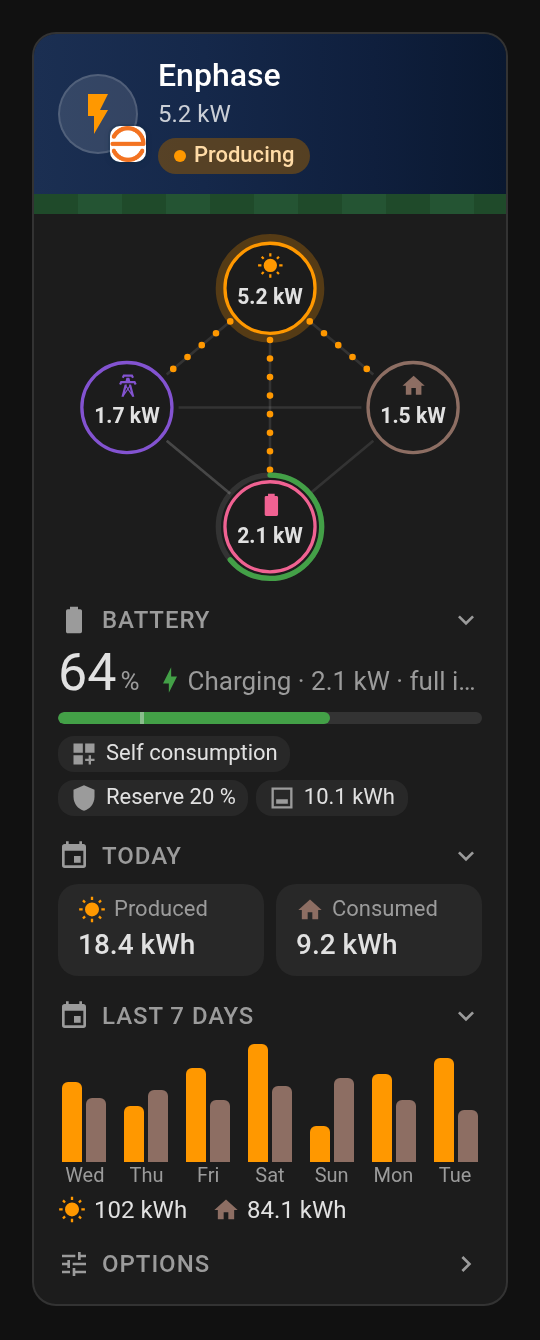 Enphase
5.2 kW
Producing
5.2 kW
1.7 kW
1.5 kW
2.1 kW
BATTERY
64 % Charging · 2.1 kW · full i...
Self consumption
Reserve 20 % 10.1 kWh
TODAY
Produced Consumed
18.4 kWh 9.2 kWh
LAST 7 DAYS
Wed Thu Fri Sat Sun Mon Tue
102 kWh 84.1 kWh
OPTIONS